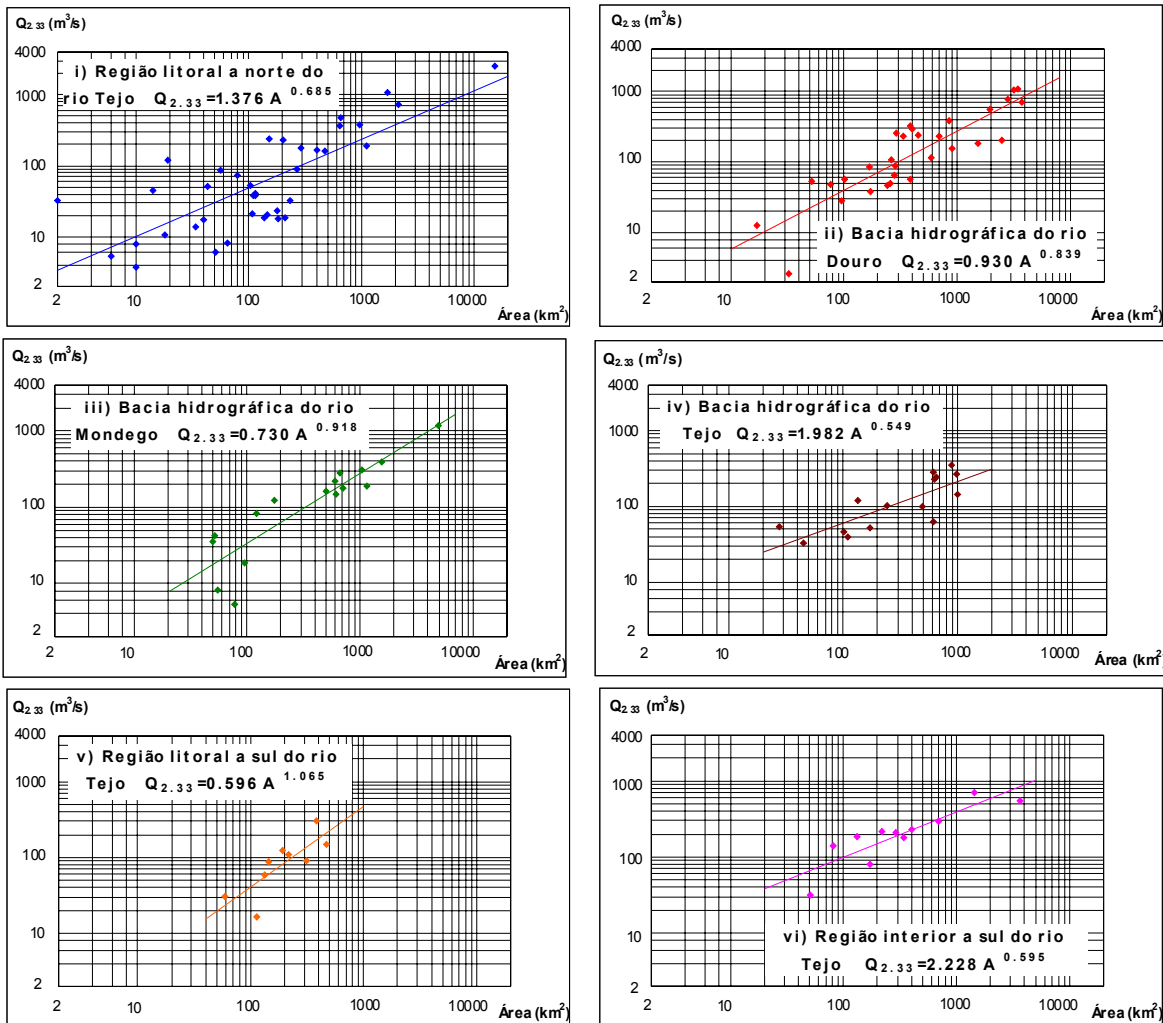 Q2.33 (m³/s)
4000
1000
100
10
2
2 10 100 1000 10000
Área (km²)
i) Região litoral a norte do
rio Tejo Q2.33=1.376 A 0.685
Q2.33 (m³/s)
4000
1000
100
10
2
2 10 100 1000 10000
Área (km²)
ii) Bacia hidrográfica do rio
Douro Q2.33=0.930 A 0.839
Q2.33 (m³/s)
4000
1000
100
10
2
2 10 100 1000 10000
Área (km²)
iii) Bacia hidrográfica do rio
Mondego Q2.33=0.730 A 0.918
Q2.33 (m³/s)
4000
1000
100
10
2
2 10 100 1000 10000
Área (km²)
iv) Bacia hidrográfica do rio
Tejo Q2.33=1.982 A 0.549
Q2.33 (m³/s)
4000
1000
100
10
2
2 10 100 1000 10000
Área (km²)
v) Região litoral a sul do rio
Tejo Q2.33=0.596 A 1.065
Q2.33 (m³/s)
4000
1000
100
10
2
2 10 100 1000 10000
Área (km²)
vi) Região interior a sul do rio
Tejo Q2.33=2.228 A 0.595